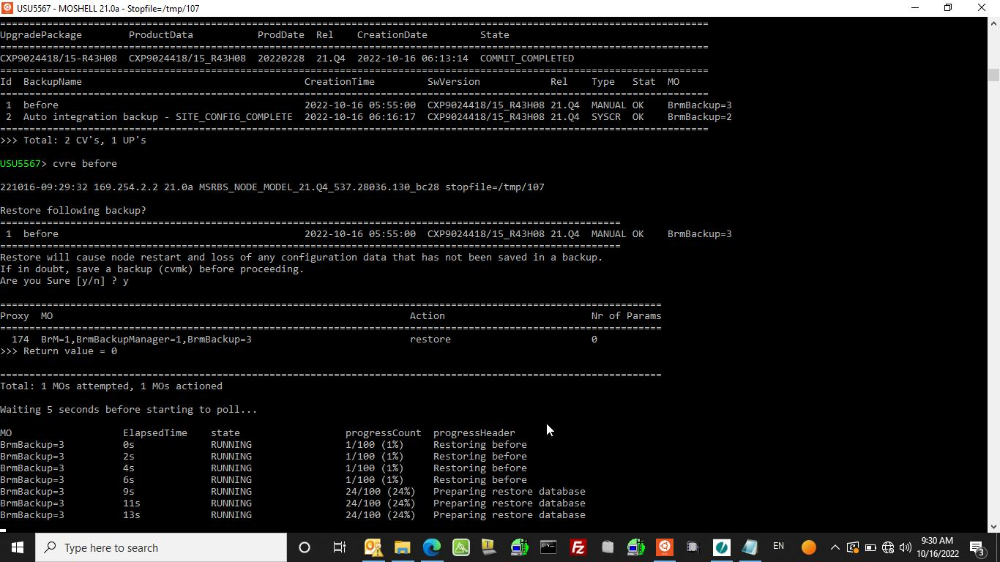 USU5567 - MOSHELL 21.0a - Stopfile=/tmp/107
=========================================================================================================================
UpgradePackage        ProductData           ProdDate  Rel    CreationDate         State
=========================================================================================================================
CXP9024418/15-R43H08  CXP9024418/15_R43H08  20220228  21.Q4  2022-10-16 06:13:14  COMMIT_COMPLETED
=========================================================================================================================
Id  BackupName                                      CreationTime         SwVersion            Rel    Type   Stat  MO
=========================================================================================================================
 1  before                                          2022-10-16 05:55:00  CXP9024418/15_R43H08 21.Q4  MANUAL OK    BrmBackup=3
 2  Auto integration backup - SITE_CONFIG_COMPLETE  2022-10-16 06:16:17  CXP9024418/15_R43H08 21.Q4  SYSCR  OK    BrmBackup=2
=========================================================================================================================
>>> Total: 2 CV's, 1 UP's
USU5567> cvre before
221016-09:29:32 169.254.2.2 21.0a MSRBS_NODE_MODEL_21.Q4_537.28036.130_bc28 stopfile=/tmp/107
Restore following backup?
==========================================================================================================
 1  before                                          2022-10-16 05:55:00  CXP9024418/15_R43H08 21.Q4  MANUAL OK    BrmBackup=3
==========================================================================================================
Restore will cause node restart and loss of any configuration data that has not been saved in a backup.
If in doubt, save a backup (cvmk) before proceeding.
Are you Sure [y/n] ? y
=================================================================================================================
Proxy  MO                                                             Action                       Nr of Params
=================================================================================================================
  174  BrM=1,BrmBackupManager=1,BrmBackup=3                           restore                      0
>>> Return value = 0
=================================================================================================================
Total: 1 MOs attempted, 1 MOs actioned
Waiting 5 seconds before starting to poll...
MO                   ElapsedTime    state                  progressCount  progressHeader
BrmBackup=3          0s             RUNNING                1/100 (1%)     Restoring before
BrmBackup=3          2s             RUNNING                1/100 (1%)     Restoring before
BrmBackup=3          4s             RUNNING                1/100 (1%)     Restoring before
BrmBackup=3          6s             RUNNING                1/100 (1%)     Restoring before
BrmBackup=3          9s             RUNNING                24/100 (24%)   Preparing restore database
BrmBackup=3          11s            RUNNING                24/100 (24%)   Preparing restore database
BrmBackup=3          13s            RUNNING                24/100 (24%)   Preparing restore database
Type here to search
EN
9:30 AM
10/16/2022
3